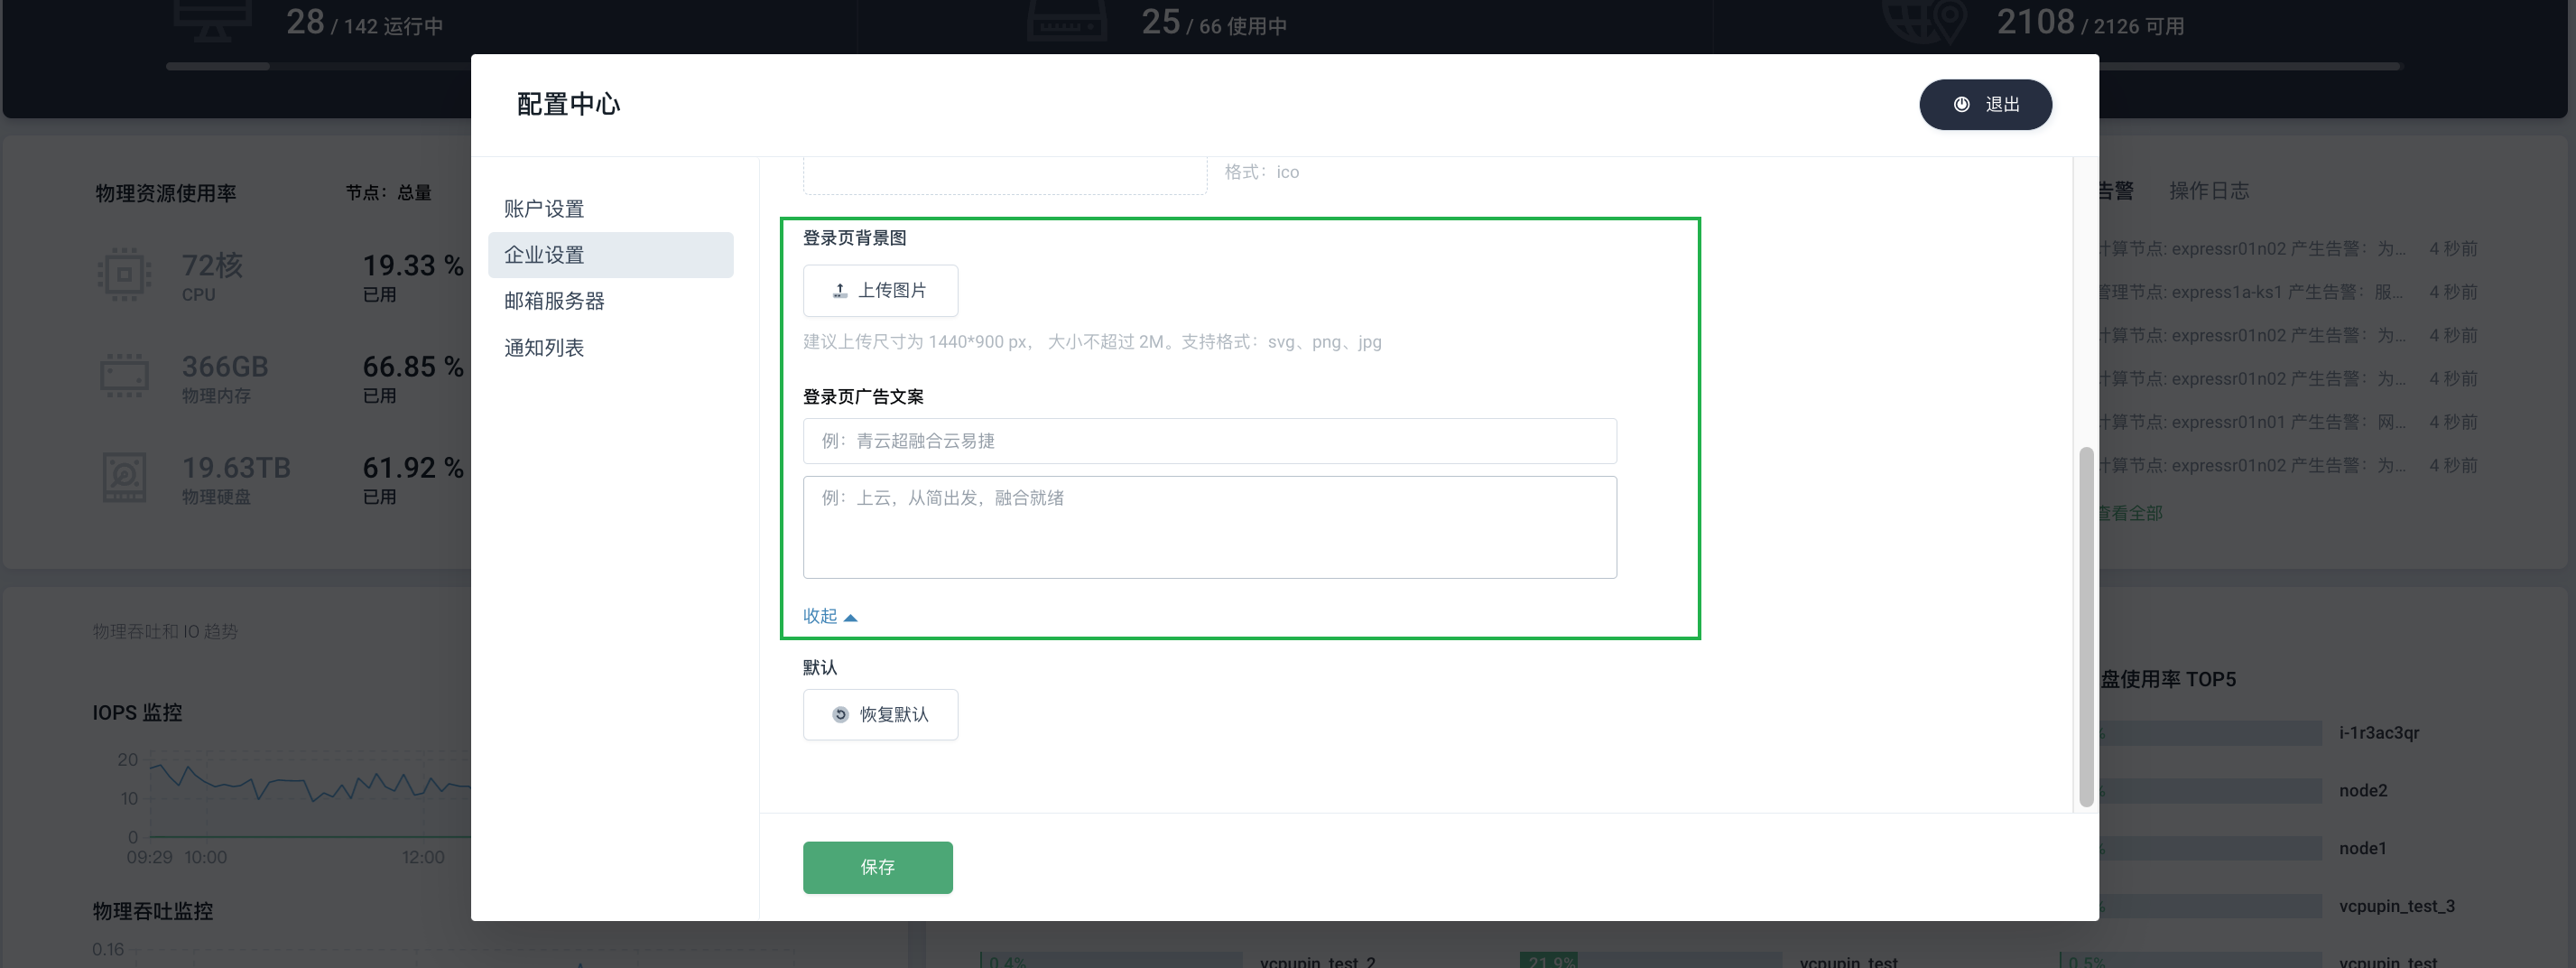 28 / 142 运行中
25 / 66 使用中
2108 / 2126 可用
配置中心
退出
物理资源使用率
节点：总量
72核
CPU
19.33 %
已用
366GB
物理内存
66.85 %
已用
19.63TB
物理硬盘
61.92 %
已用
物理吞吐和 IO 趋势
IOPS 监控
20
10
0
09:29
10:00
12:00
物理吞吐监控
0.16
账户设置
企业设置
邮箱服务器
通知列表
格式：ico
登录页背景图
上传图片
建议上传尺寸为 1440*900 px， 大小不超过 2M。支持格式：svg、png、jpg
登录页广告文案
例：青云超融合云易捷
例：上云，从简出发，融合就绪
收起
默认
恢复默认
保存
告警
操作日志
计算节点: expressr01n02 产生告警：为... 4 秒前
管理节点: express1a-ks1 产生告警：服... 4 秒前
计算节点: expressr01n02 产生告警：为... 4 秒前
计算节点: expressr01n02 产生告警：为... 4 秒前
计算节点: expressr01n01 产生告警：网... 4 秒前
计算节点: expressr01n02 产生告警：为... 4 秒前
查看全部
盘使用率 TOP5
% i-1r3ac3qr
% node2
% node1
% vcpupin_test_3
0.4% vcpupin_test_2
21.9% vcpupin_test
0.5% vcpupin_test